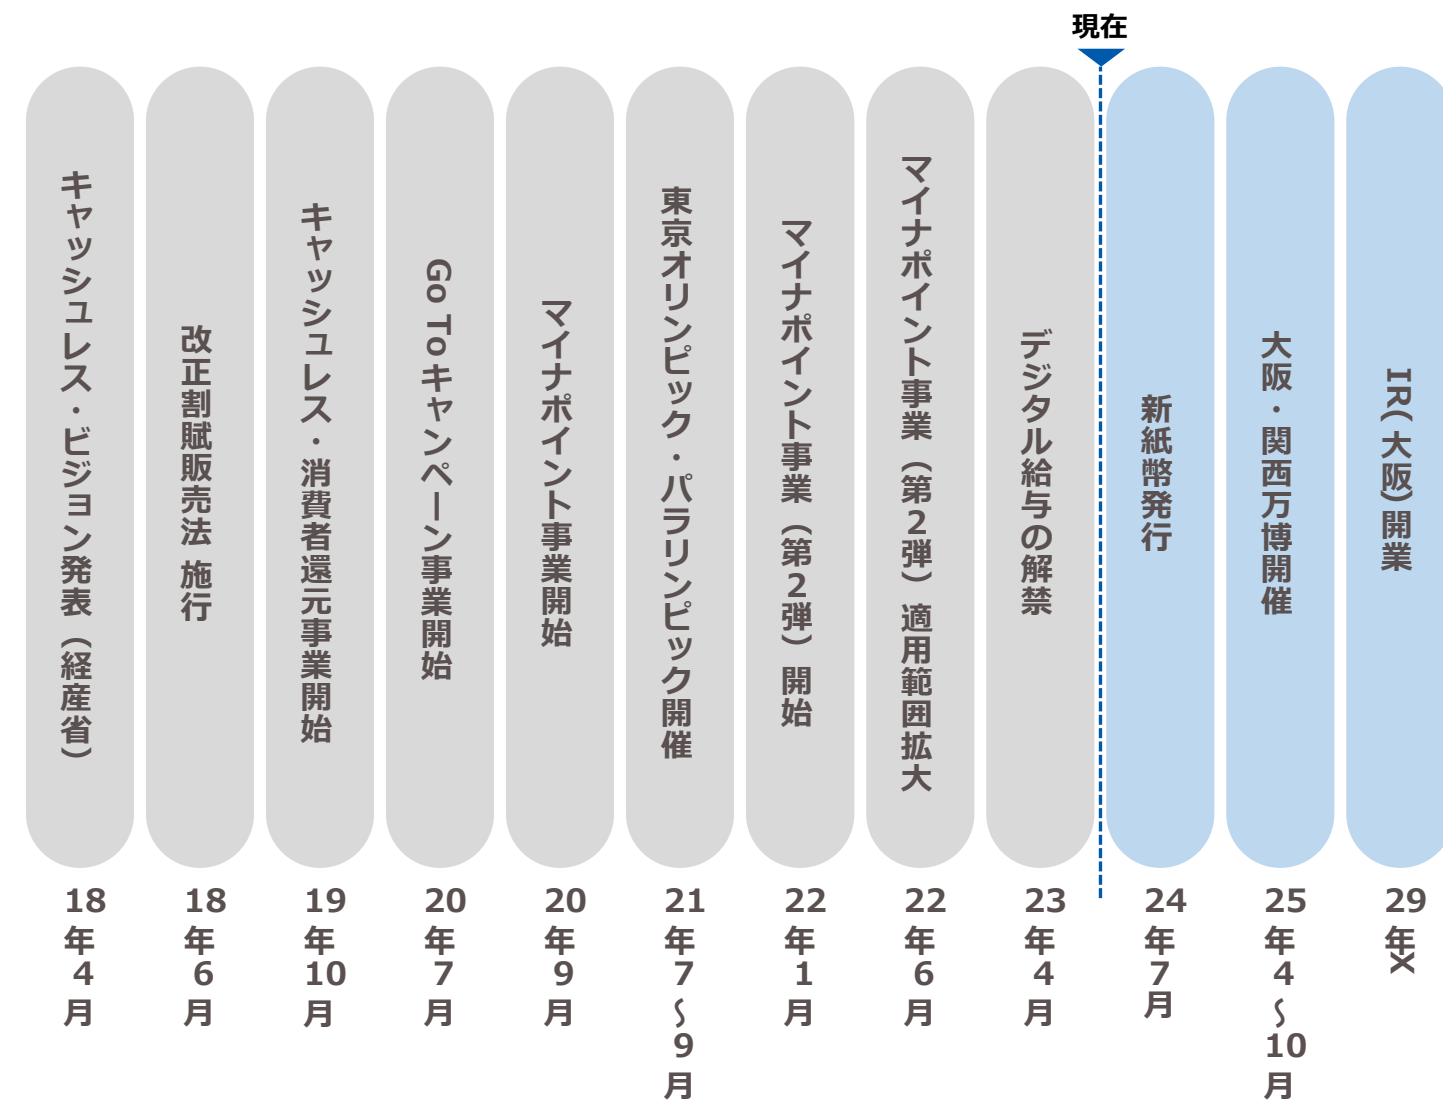 現在
キャッシュレス・ビジョン発表（経産省）
改正割賦販売法 施行
キャッシュレス・消費者還元事業開始
Go Toキャンペーン事業開始
マイナポイント事業開始
東京オリンピック・パラリンピック開催
マイナポイント事業（第2弾）開始
マイナポイント事業（第2弾）適用範囲拡大
デジタル給与の解禁
新紙幣発行
大阪・関西万博開催
IR(大阪)開業
18年4月
18年6月
19年10月
20年7月
20年9月
21年7～9月
22年1月
22年6月
23年4月
24年7月
25年4～10月
29年X